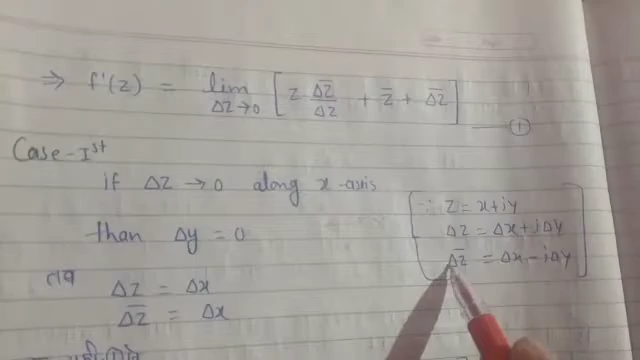 ⇒ f'(z) = lim Δz→0 [z Δz̅/Δz + z̅ + Δz̅] —①
Case-Iˢᵗ
if Δz→0 along x-axis
than Δy = 0
∵ z = x+iy
Δz = Δx+iΔy
Δz̅ = Δx-iΔy
तब Δz = Δx
Δz̅ = Δx